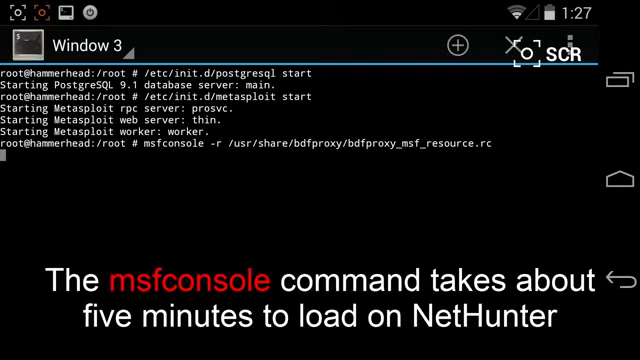 1:27
Window 3
SCR
root@hammerhead:/root # /etc/init.d/postgresql start
Starting PostgreSQL 9.1 database server: main.
root@hammerhead:/root # /etc/init.d/metasploit start
Starting Metasploit rpc server: prosvc.
Starting Metasploit web server: thin.
Starting Metasploit worker: worker.
root@hammerhead:/root # msfconsole -r /usr/share/bdfproxy/bdfproxy_msf_resource.rc
The msfconsole command takes about
five minutes to load on NetHunter